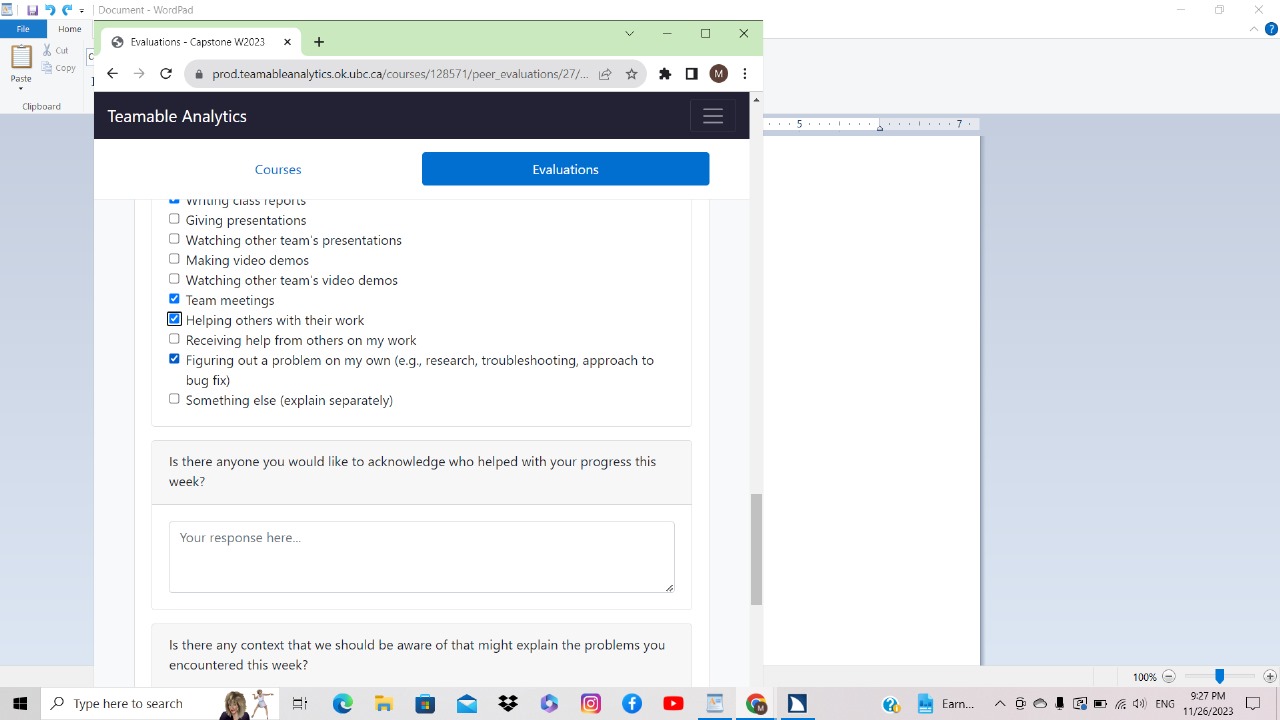 Document - WordPad
File
Home
Cut
Copy
Paste
Clipboard
Evaluations - Capstone W2023
prod.teamableanalytics.ok.ubc.ca/courses/128571/peer_evaluations/27/...
M
Teamable Analytics
Courses
Evaluations
5
7
Writing class reports
Giving presentations
Watching other team's presentations
Making video demos
Watching other team's video demos
Team meetings
Helping others with their work
Receiving help from others on my work
Figuring out a problem on my own (e.g., research, troubleshooting, approach to
bug fix)
Something else (explain separately)
Is there anyone you would like to acknowledge who helped with your progress this
week?
Your response here...
Is there any context that we should be aware of that might explain the problems you
encountered this week?
100%
Type here to search
Earn...
ENG
7 PM
11/26/2023